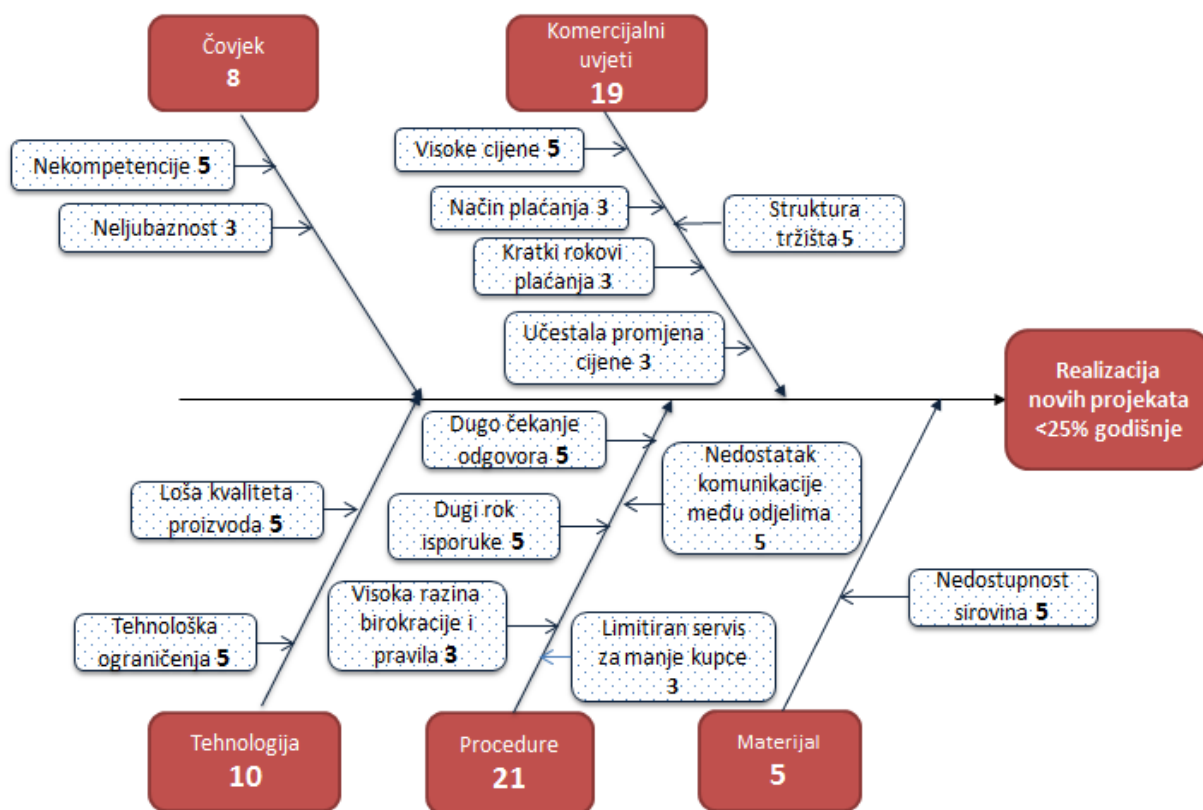 Čovjek
8
Komercijalni
uvjeti
19
Nekompetencije 5
Neljubaznost 3
Visoke cijene 5
Način plaćanja 3
Struktura
tržišta 5
Kratki rokovi
plaćanja 3
Učestala promjena
cijene 3
Realizacija
novih projekata
<25% godišnje
Dugo čekanje
odgovora 5
Nedostatak
komunikacije
među odjelima
5
Loša kvaliteta
proizvoda 5
Dugi rok
isporuke 5
Visoka razina
birokracije i
pravila 3
Nedostupnost
sirovina 5
Tehnološka
ograničenja 5
Limitiran servis
za manje kupce
3
Tehnologija
10
Procedure
21
Materijal
5